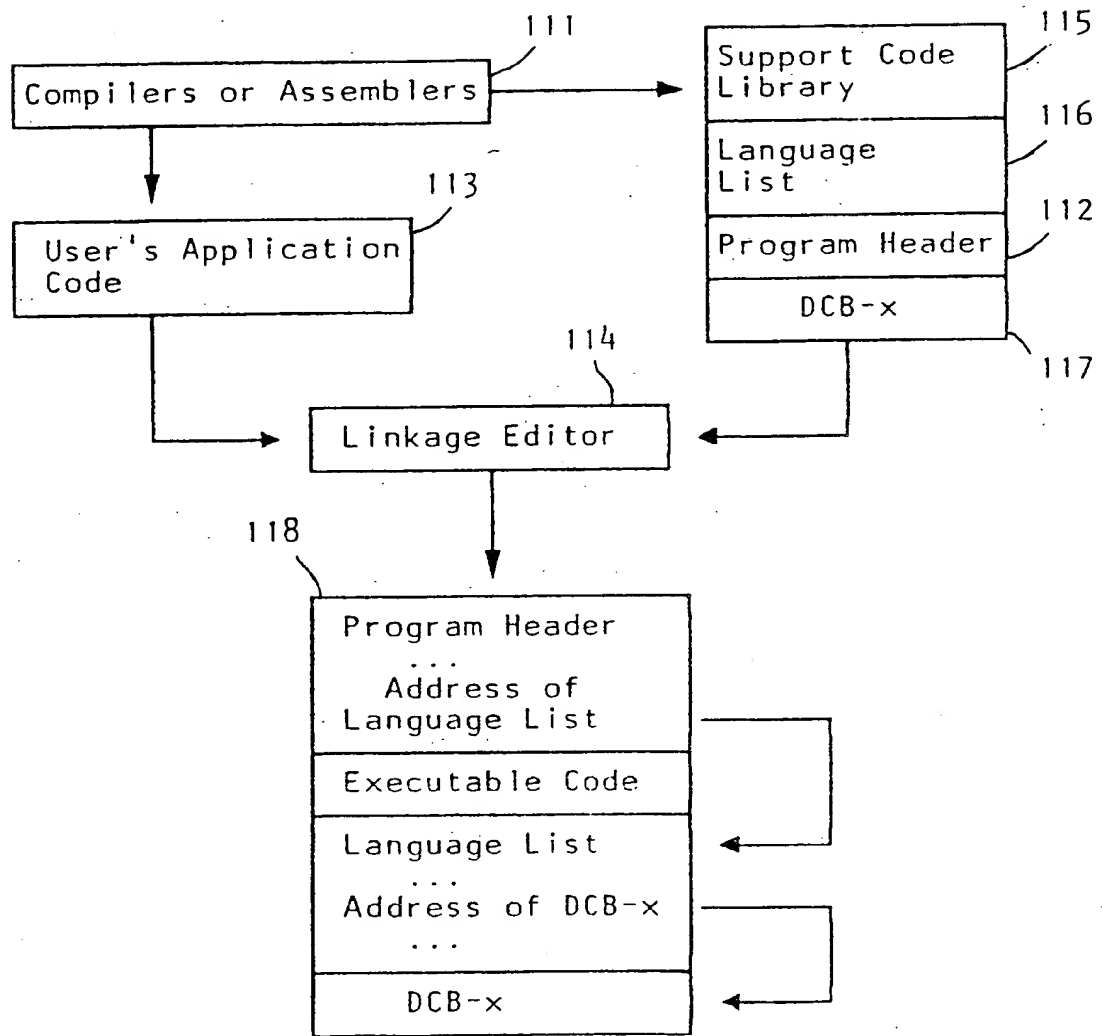 111
Compilers or Assemblers
115
Support Code
Library
116
Language
List
112
Program Header
DCB-x
117
113
User's Application
Code
114
Linkage Editor
118
Program Header
...
Address of
Language List
Executable Code
Language List
...
Address of DCB-x
...
DCB-x